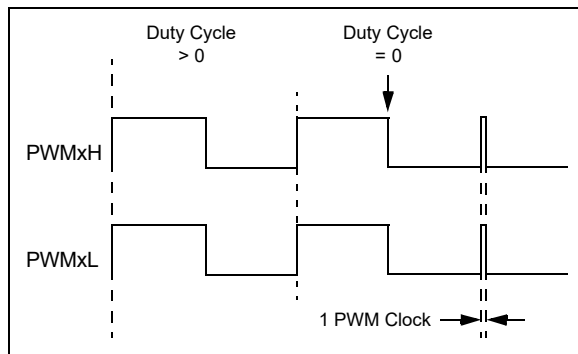 Duty Cycle
> 0
Duty Cycle
= 0
PWMxH
PWMxL
1 PWM Clock